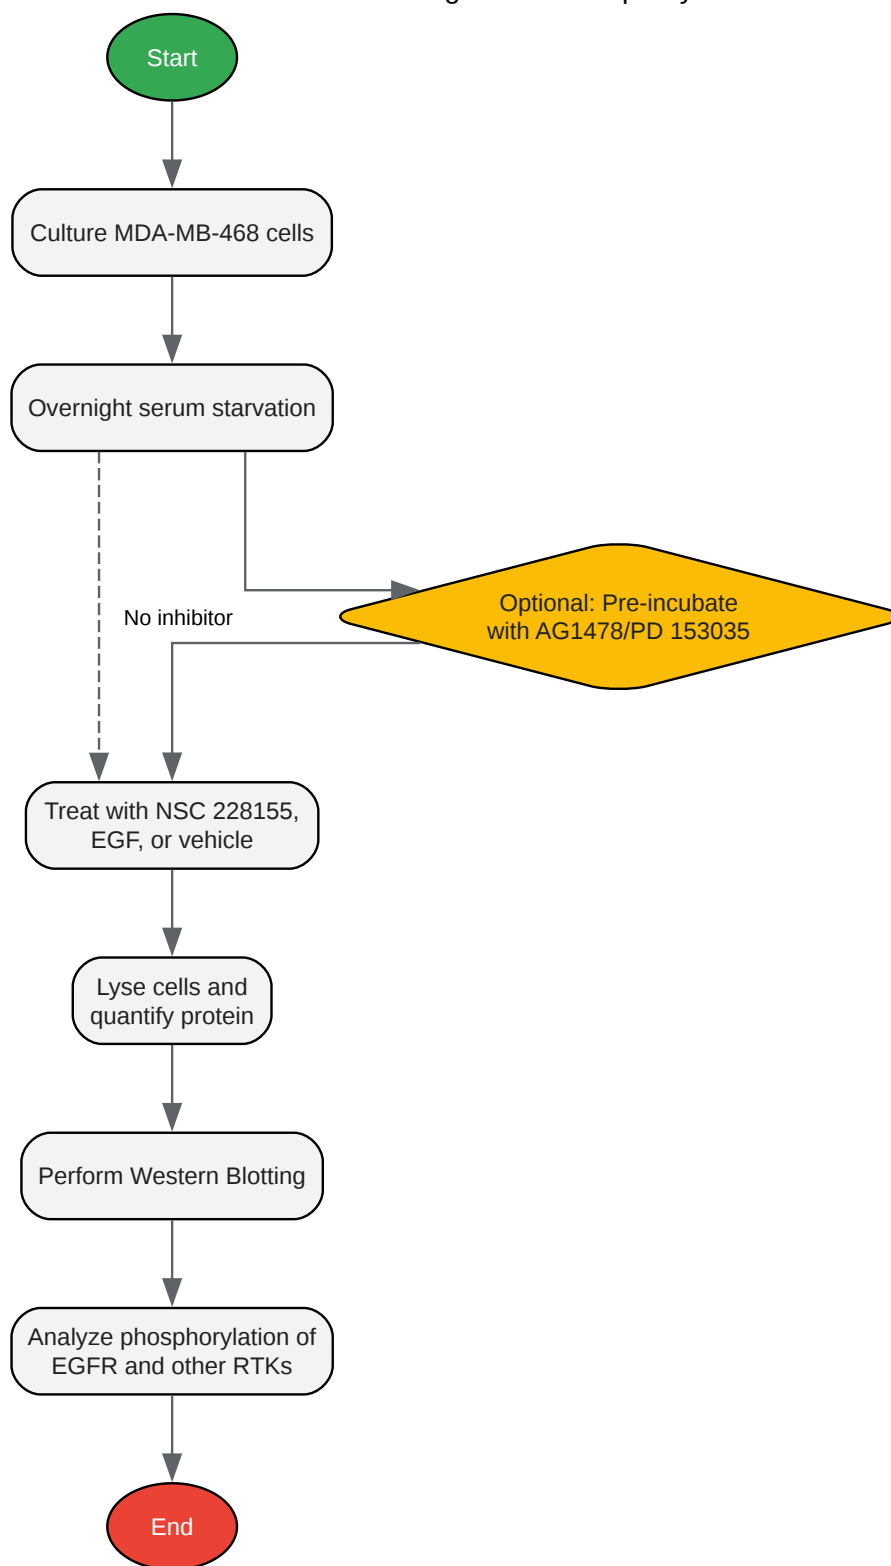 Start
Culture MDA-MB-468 cells
Overnight serum starvation
Optional: Pre-incubate
with AG1478/PD 153035
No inhibitor
Treat with NSC 228155,
EGF, or vehicle
Lyse cells and
quantify protein
Perform Western Blotting
Analyze phosphorylation of
EGFR and other RTKs
End